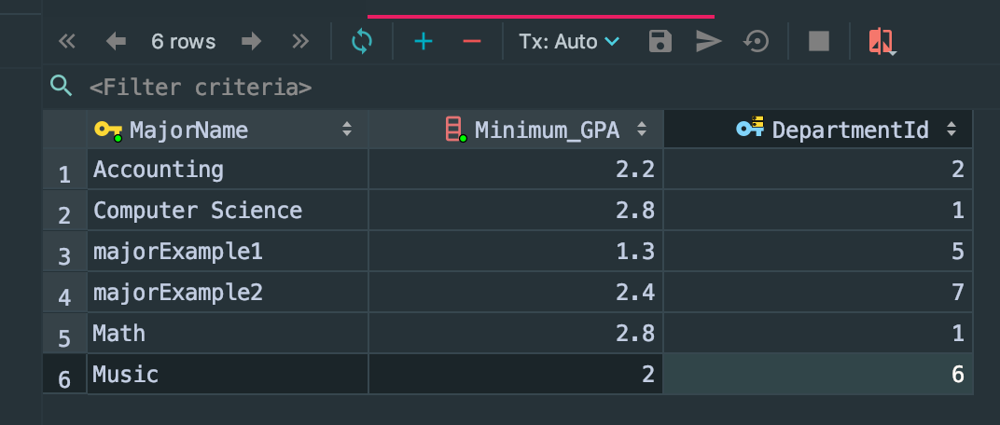 6 rows Tx: Auto
<Filter criteria>
MajorName Minimum_GPA DepartmentId
1 Accounting 2.2 2
2 Computer Science 2.8 1
3 majorExample1 1.3 5
4 majorExample2 2.4 7
5 Math 2.8 1
6 Music 2 6